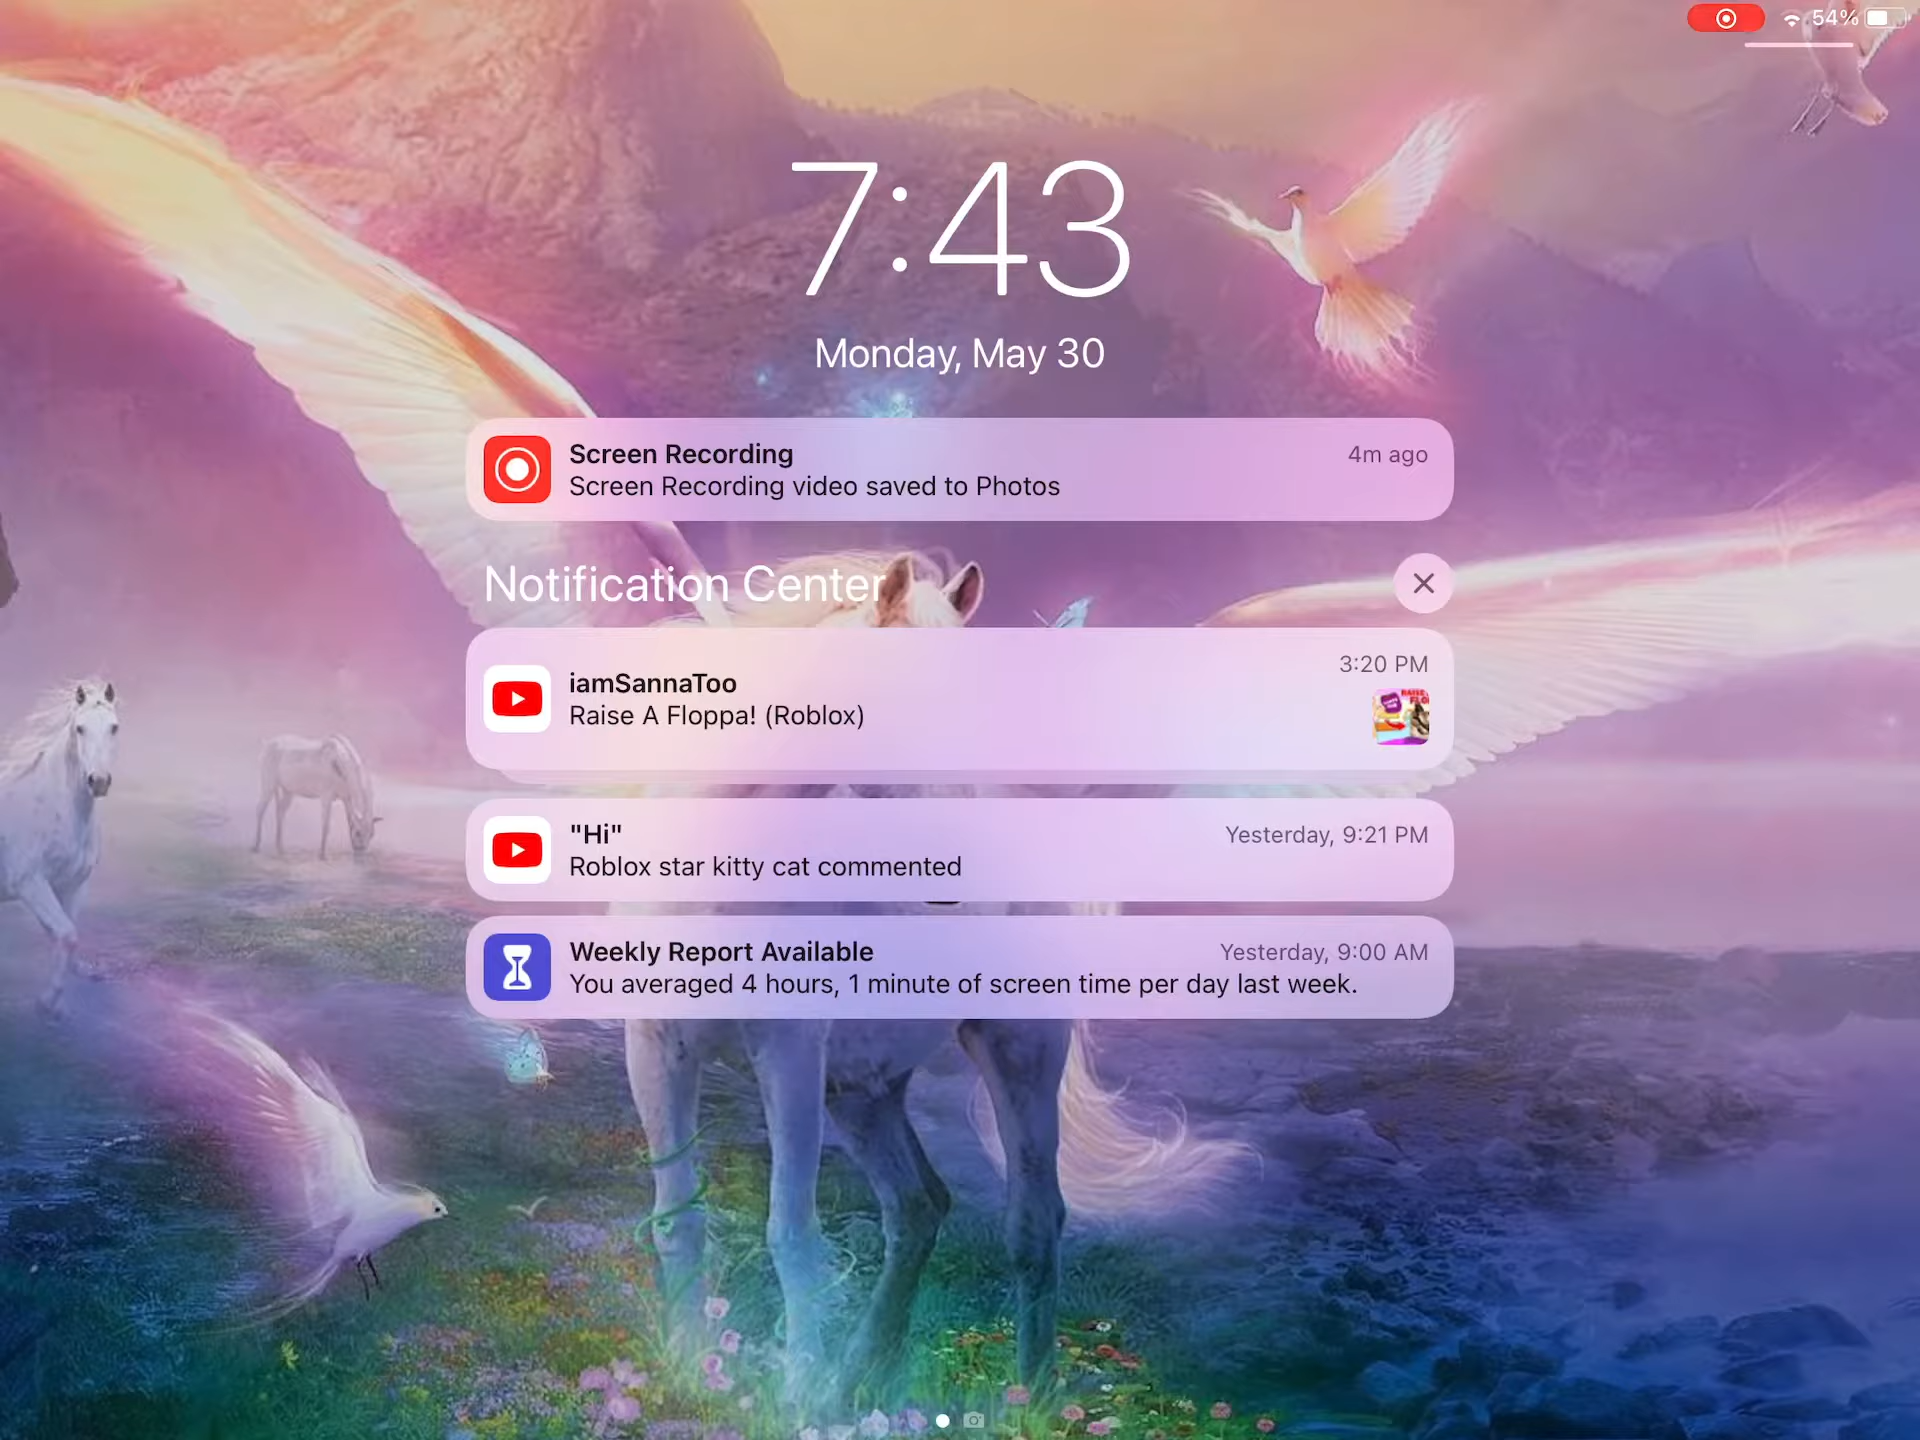 54%
7:43
Monday, May 30
Screen Recording
4m ago
Screen Recording video saved to Photos
Notification Center
3:20 PM
iamSannaToo
Raise A Floppa! (Roblox)
"Hi"
Yesterday, 9:21 PM
Roblox star kitty cat commented
Weekly Report Available
Yesterday, 9:00 AM
You averaged 4 hours, 1 minute of screen time per day last week.